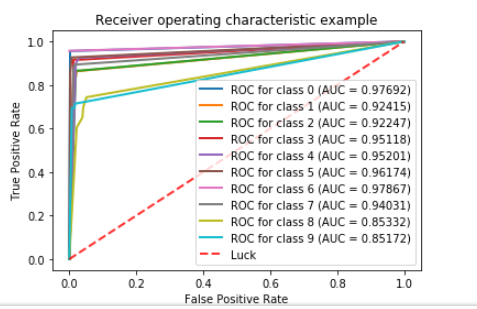 Receiver operating characteristic example
True Positive Rate
1.0
0.8
0.6
0.4
0.2
0.0
ROC for class 0 (AUC = 0.97692)
ROC for class 1 (AUC = 0.92415)
ROC for class 2 (AUC = 0.92247)
ROC for class 3 (AUC = 0.95118)
ROC for class 4 (AUC = 0.95201)
ROC for class 5 (AUC = 0.96174)
ROC for class 6 (AUC = 0.97867)
ROC for class 7 (AUC = 0.94031)
ROC for class 8 (AUC = 0.85332)
ROC for class 9 (AUC = 0.85172)
Luck
0.0 0.2 0.4 0.6 0.8 1.0
False Positive Rate